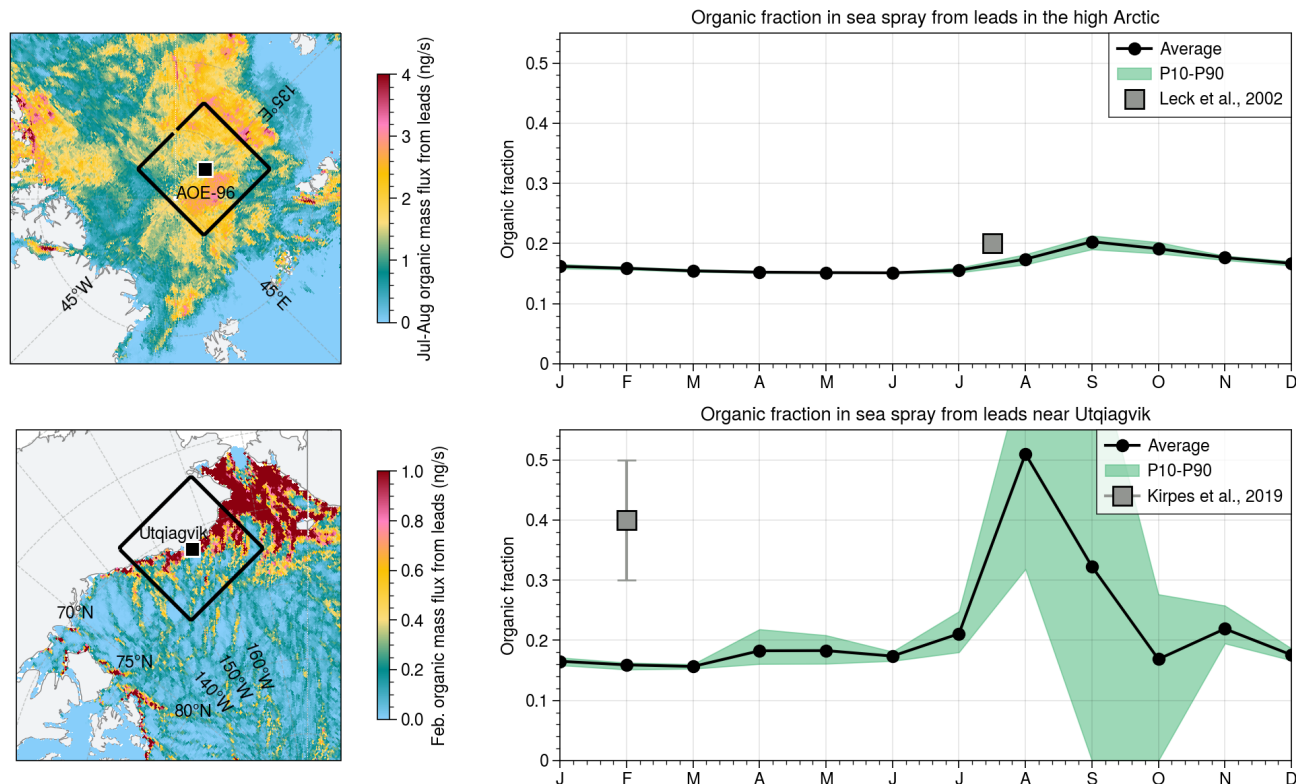 Organic fraction in sea spray from leads in the high Arctic
135°E
AOE-96
45°W
45°E
4
3
2
1
0
Jul-Aug organic mass flux from leads (ng/s)
Organic fraction
0.5
0.4
0.3
0.2
0.1
0
Average
P10-P90
Leck et al., 2002
J F M A M J J A S O N D
Organic fraction in sea spray from leads near Utqiagvik
Utqiagvik
70°N
75°N
80°N
140°W
150°W
160°W
1.0
0.8
0.6
0.4
0.2
0.0
Feb. organic mass flux from leads (ng/s)
Organic fraction
0.5
0.4
0.3
0.2
0.1
0
Average
P10-P90
Kirpes et al., 2019
J F M A M J J A S O N D